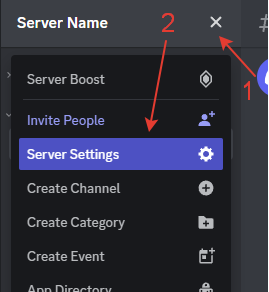 Server Name
2
#
1
Server Boost
Invite People
Server Settings
Create Channel
Create Category
Create Event
App Directory